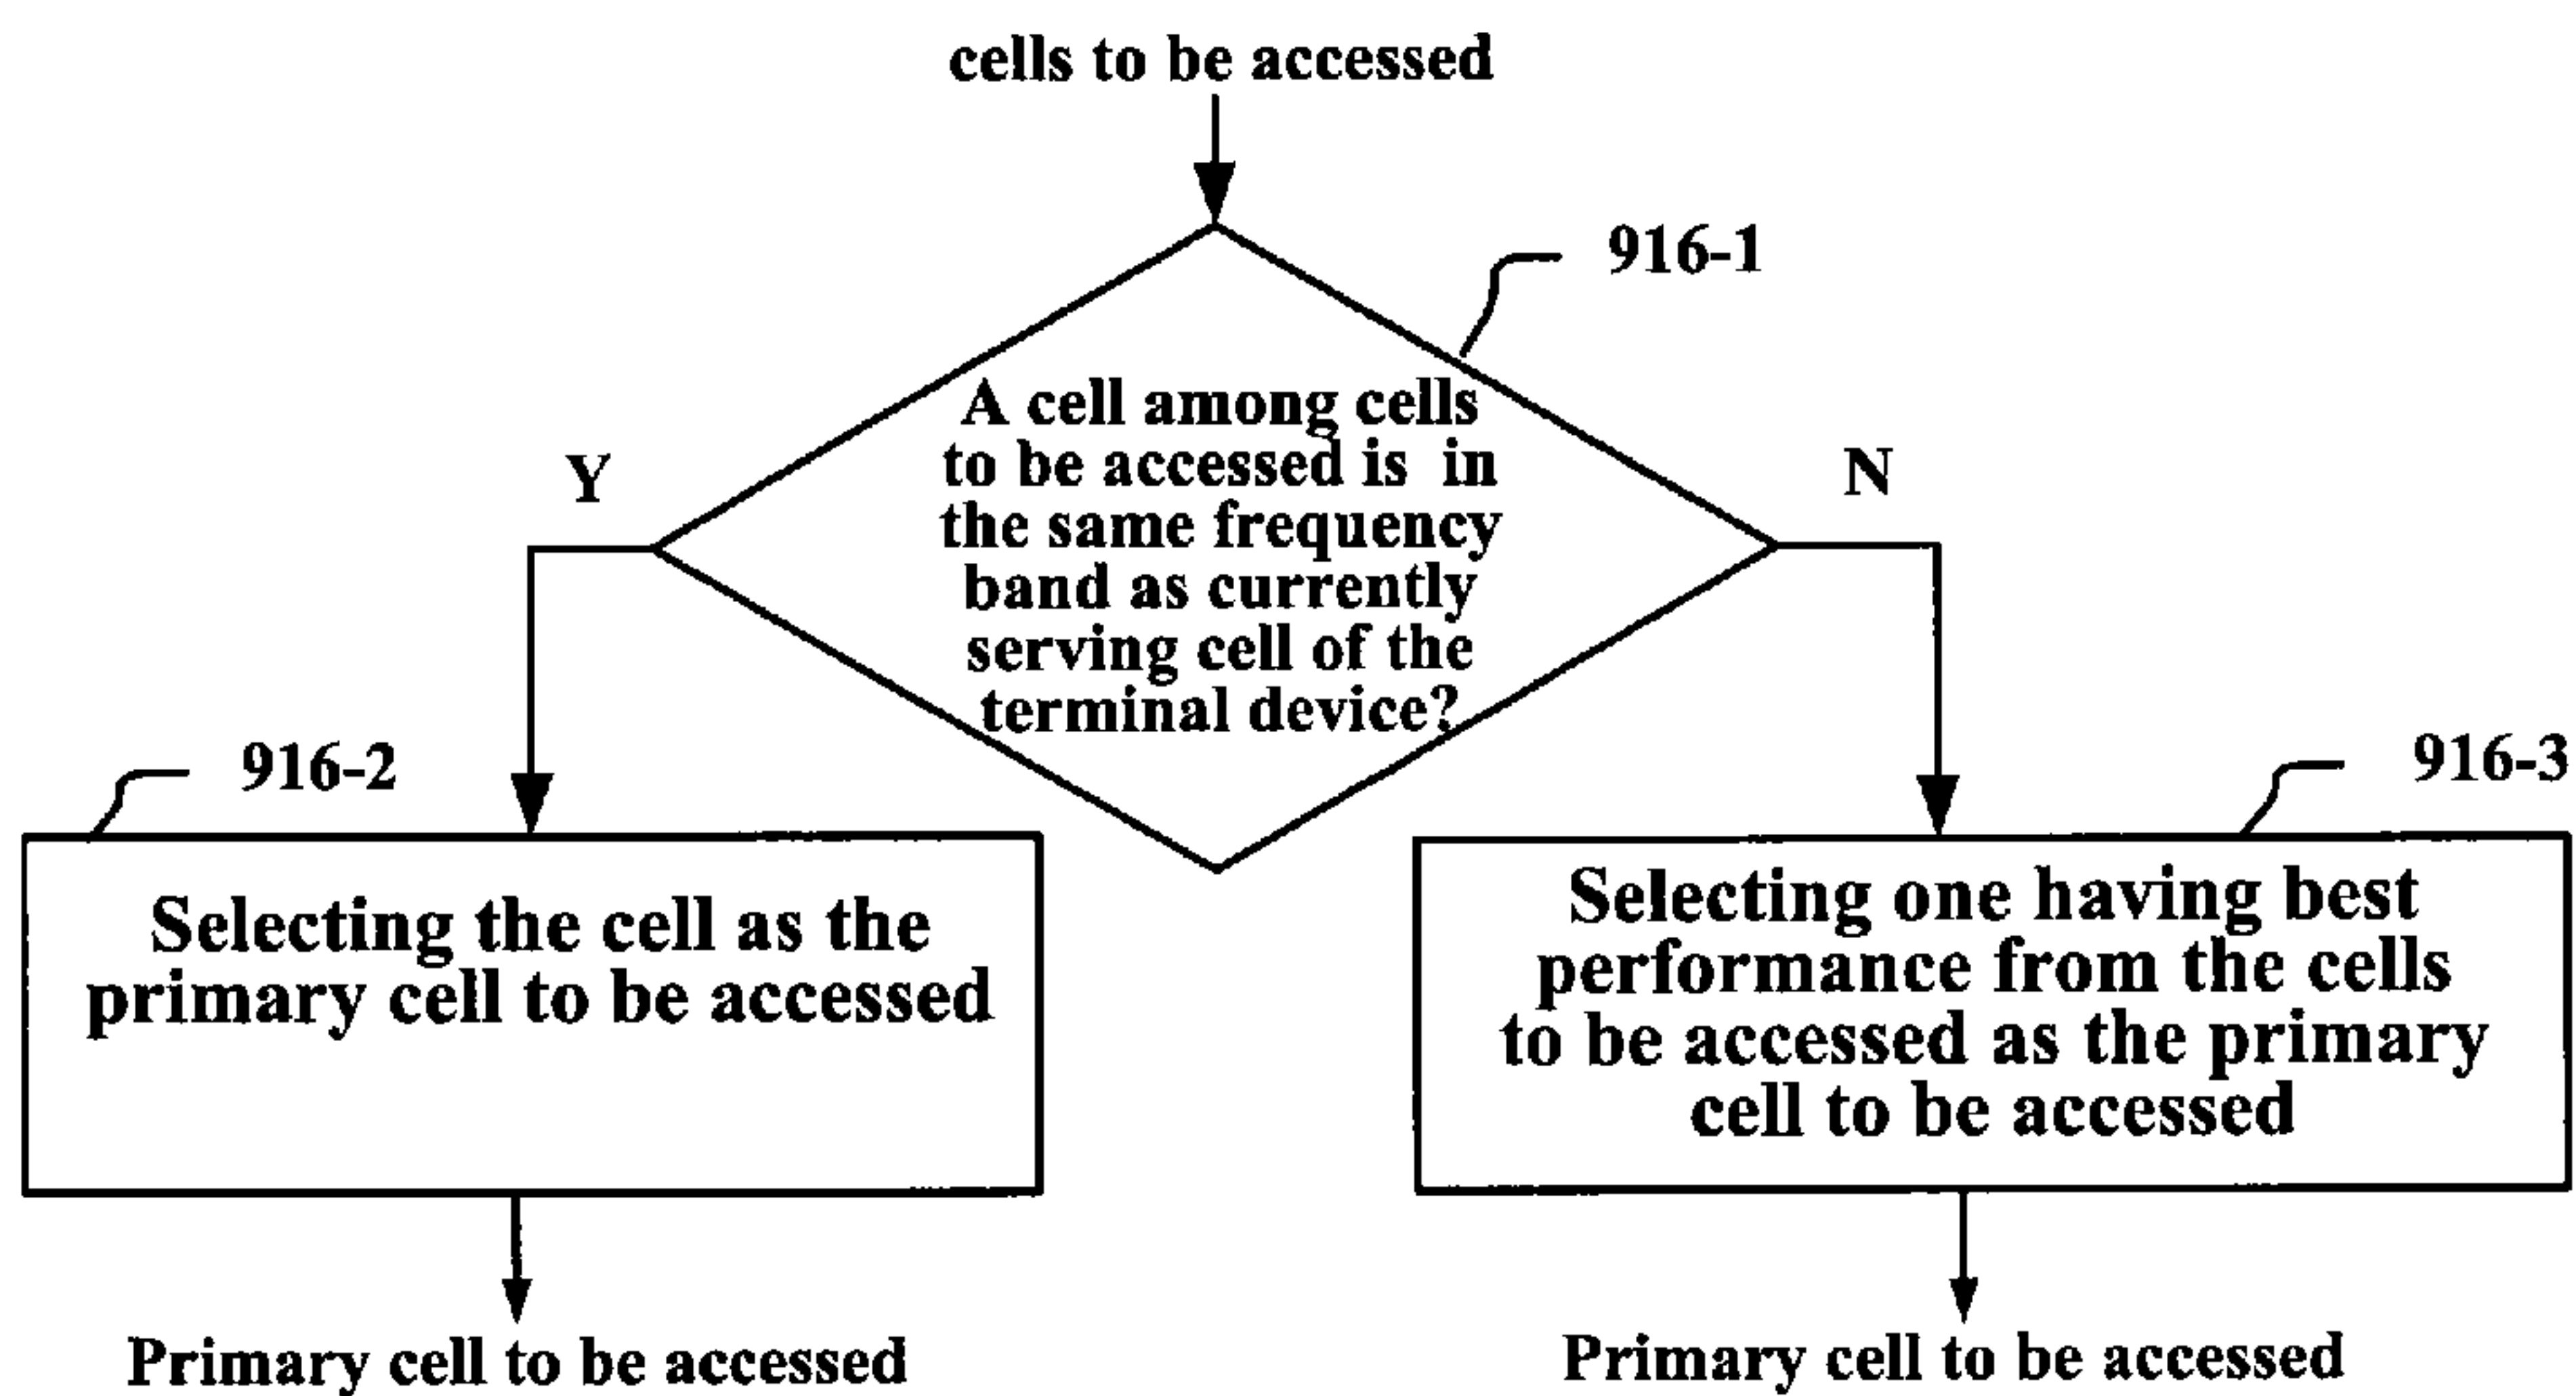 cells to be accessed
916-1
A cell among cells
to be accessed is in
the same frequency
band as currently
serving cell of the
terminal device?
Y
N
916-2
916-3
Selecting the cell as the
primary cell to be accessed
Selecting one having best
performance from the cells
to be accessed as the primary
cell to be accessed
Primary cell to be accessed
Primary cell to be accessed